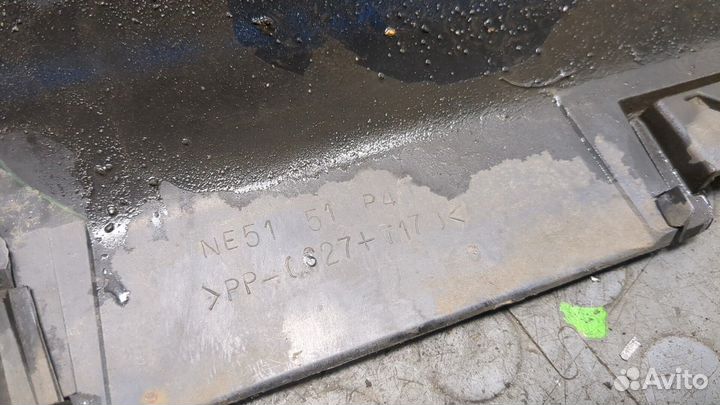 NE51 51 P4
>PP-(S27+T17)<
Avito